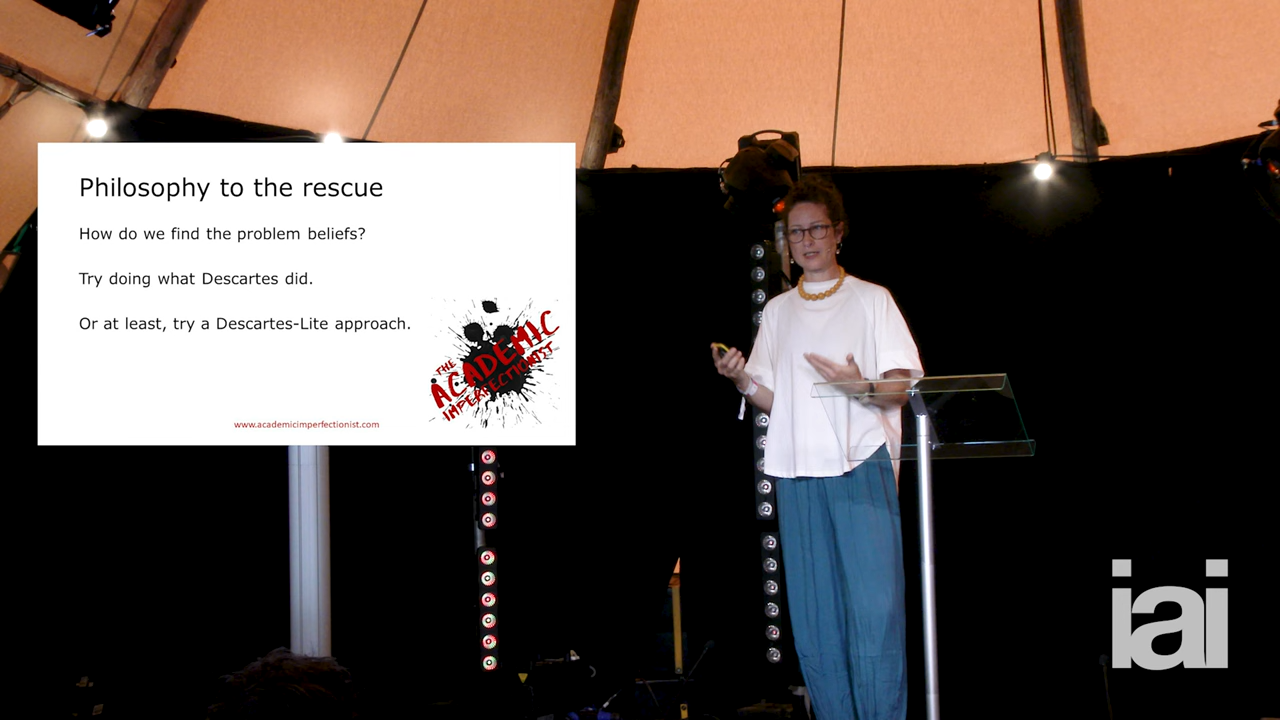 Philosophy to the rescue
How do we find the problem beliefs?
Try doing what Descartes did.
Or at least, try a Descartes-Lite approach.
THE
ACADEMIC
IMPERFECTIONIST
www.academicimperfectionist.com
iai